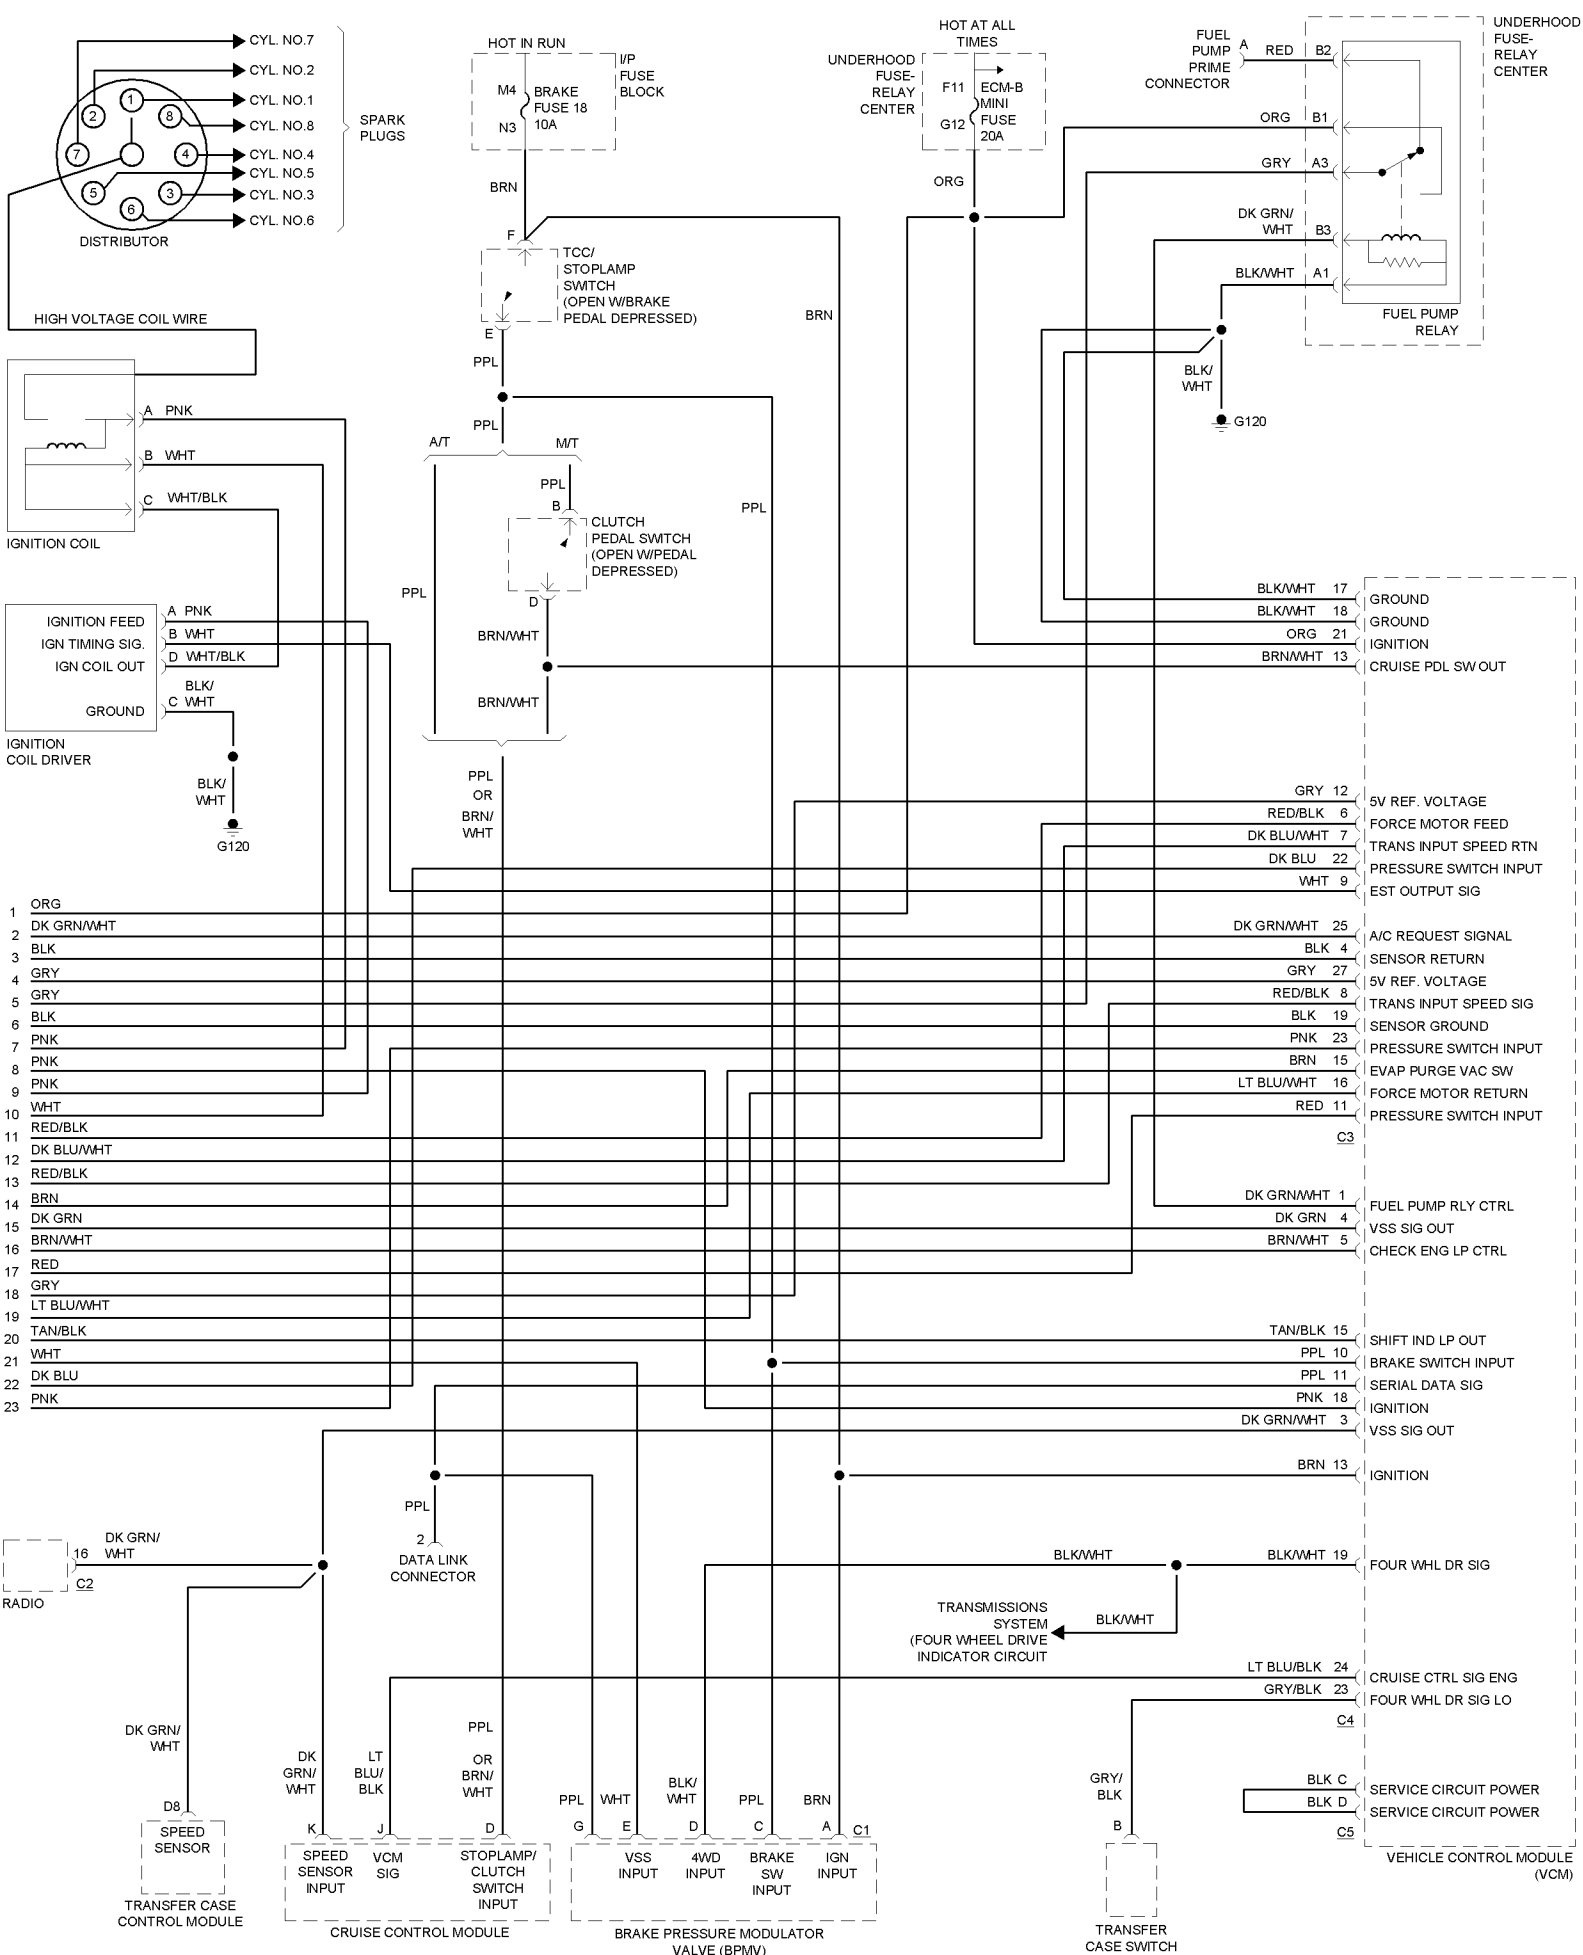 CYL. NO.7
CYL. NO.2
CYL. NO.1
CYL. NO.8
CYL. NO.4
CYL. NO.5
CYL. NO.3
CYL. NO.6
1
2
8
7
4
5
3
6
SPARK
PLUGS
DISTRIBUTOR
HIGH VOLTAGE COIL WIRE
A PNK
B WHT
C WHT/BLK
IGNITION COIL
IGNITION FEED
IGN TIMING SIG.
IGN COIL OUT
GROUND
A PNK
B WHT
D WHT/BLK
BLK/
C WHT
IGNITION
COIL DRIVER
BLK/
WHT
G120
HOT IN RUN
I/P
FUSE
BLOCK
M4
BRAKE
FUSE 18
10A
N3
BRN
F
TCC/
STOPLAMP
SWITCH
(OPEN W/BRAKE
PEDAL DEPRESSED)
E
PPL
PPL
A/T
M/T
PPL
B
CLUTCH
PEDAL SWITCH
(OPEN W/PEDAL
DEPRESSED)
D
PPL
BRN/WHT
BRN/WHT
PPL
OR
BRN/
WHT
PPL
BRN
HOT AT ALL
TIMES
UNDERHOOD
FUSE-
RELAY
CENTER
F11
G12
ECM-B
MINI
FUSE
20A
ORG
FUEL
PUMP
PRIME
CONNECTOR
A
RED B2
ORG B1
GRY A3
DK GRN/
WHT B3
BLK/WHT A1
UNDERHOOD
FUSE-
RELAY
CENTER
FUEL PUMP
RELAY
BLK/
WHT
G120
BLK/WHT 17 GROUND
BLK/WHT 18 GROUND
ORG 21 IGNITION
BRN/WHT 13 CRUISE PDL SW OUT
GRY 12 5V REF. VOLTAGE
RED/BLK 6 FORCE MOTOR FEED
DK BLU/WHT 7 TRANS INPUT SPEED RTN
DK BLU 22 PRESSURE SWITCH INPUT
WHT 9 EST OUTPUT SIG
DK GRN/WHT 25 A/C REQUEST SIGNAL
BLK 4 SENSOR RETURN
GRY 27 5V REF. VOLTAGE
RED/BLK 8 TRANS INPUT SPEED SIG
BLK 19 SENSOR GROUND
PNK 23 PRESSURE SWITCH INPUT
BRN 15 EVAP PURGE VAC SW
LT BLU/WHT 16 FORCE MOTOR RETURN
RED 11 PRESSURE SWITCH INPUT
C3
DK GRN/WHT 1 FUEL PUMP RLY CTRL
DK GRN 4 VSS SIG OUT
BRN/WHT 5 CHECK ENG LP CTRL
TAN/BLK 15 SHIFT IND LP OUT
PPL 10 BRAKE SWITCH INPUT
PPL 11 SERIAL DATA SIG
PNK 18 IGNITION
DK GRN/WHT 3 VSS SIG OUT
BRN 13 IGNITION
BLK/WHT
BLK/WHT 19 FOUR WHL DR SIG
LT BLU/BLK 24 CRUISE CTRL SIG ENG
GRY/BLK 23 FOUR WHL DR SIG LO
C4
BLK C SERVICE CIRCUIT POWER
BLK D SERVICE CIRCUIT POWER
C5
VEHICLE CONTROL MODULE
(VCM)
1 ORG
2 DK GRN/WHT
3 BLK
4 GRY
5 GRY
6 BLK
7 PNK
8 PNK
9 PNK
10 WHT
11 RED/BLK
12 DK BLU/WHT
13 RED/BLK
14 BRN
15 DK GRN
16 BRN/WHT
17 RED
18 GRY
19 LT BLU/WHT
20 TAN/BLK
21 WHT
22 DK BLU
23 PNK
PPL
2
DATA LINK
CONNECTOR
16
DK GRN/
WHT
C2
RADIO
TRANSMISSIONS
SYSTEM
(FOUR WHEEL DRIVE
INDICATOR CIRCUIT
BLK/WHT
DK GRN/
WHT
D8
SPEED
SENSOR
TRANSFER CASE
CONTROL MODULE
DK
GRN/
WHT
LT
BLU/
BLK
PPL
OR
BRN/
WHT
K
J
D
SPEED
SENSOR
INPUT
VCM
SIG
STOPLAMP/
CLUTCH
SWITCH
INPUT
CRUISE CONTROL MODULE
PPL
WHT
BLK/
WHT
PPL
BRN
G
E
D
C
A
C1
VSS
INPUT
4WD
INPUT
BRAKE
SW
INPUT
IGN
INPUT
BRAKE PRESSURE MODULATOR
VALVE (BPMV)
GRY/
BLK
B
TRANSFER
CASE SWITCH